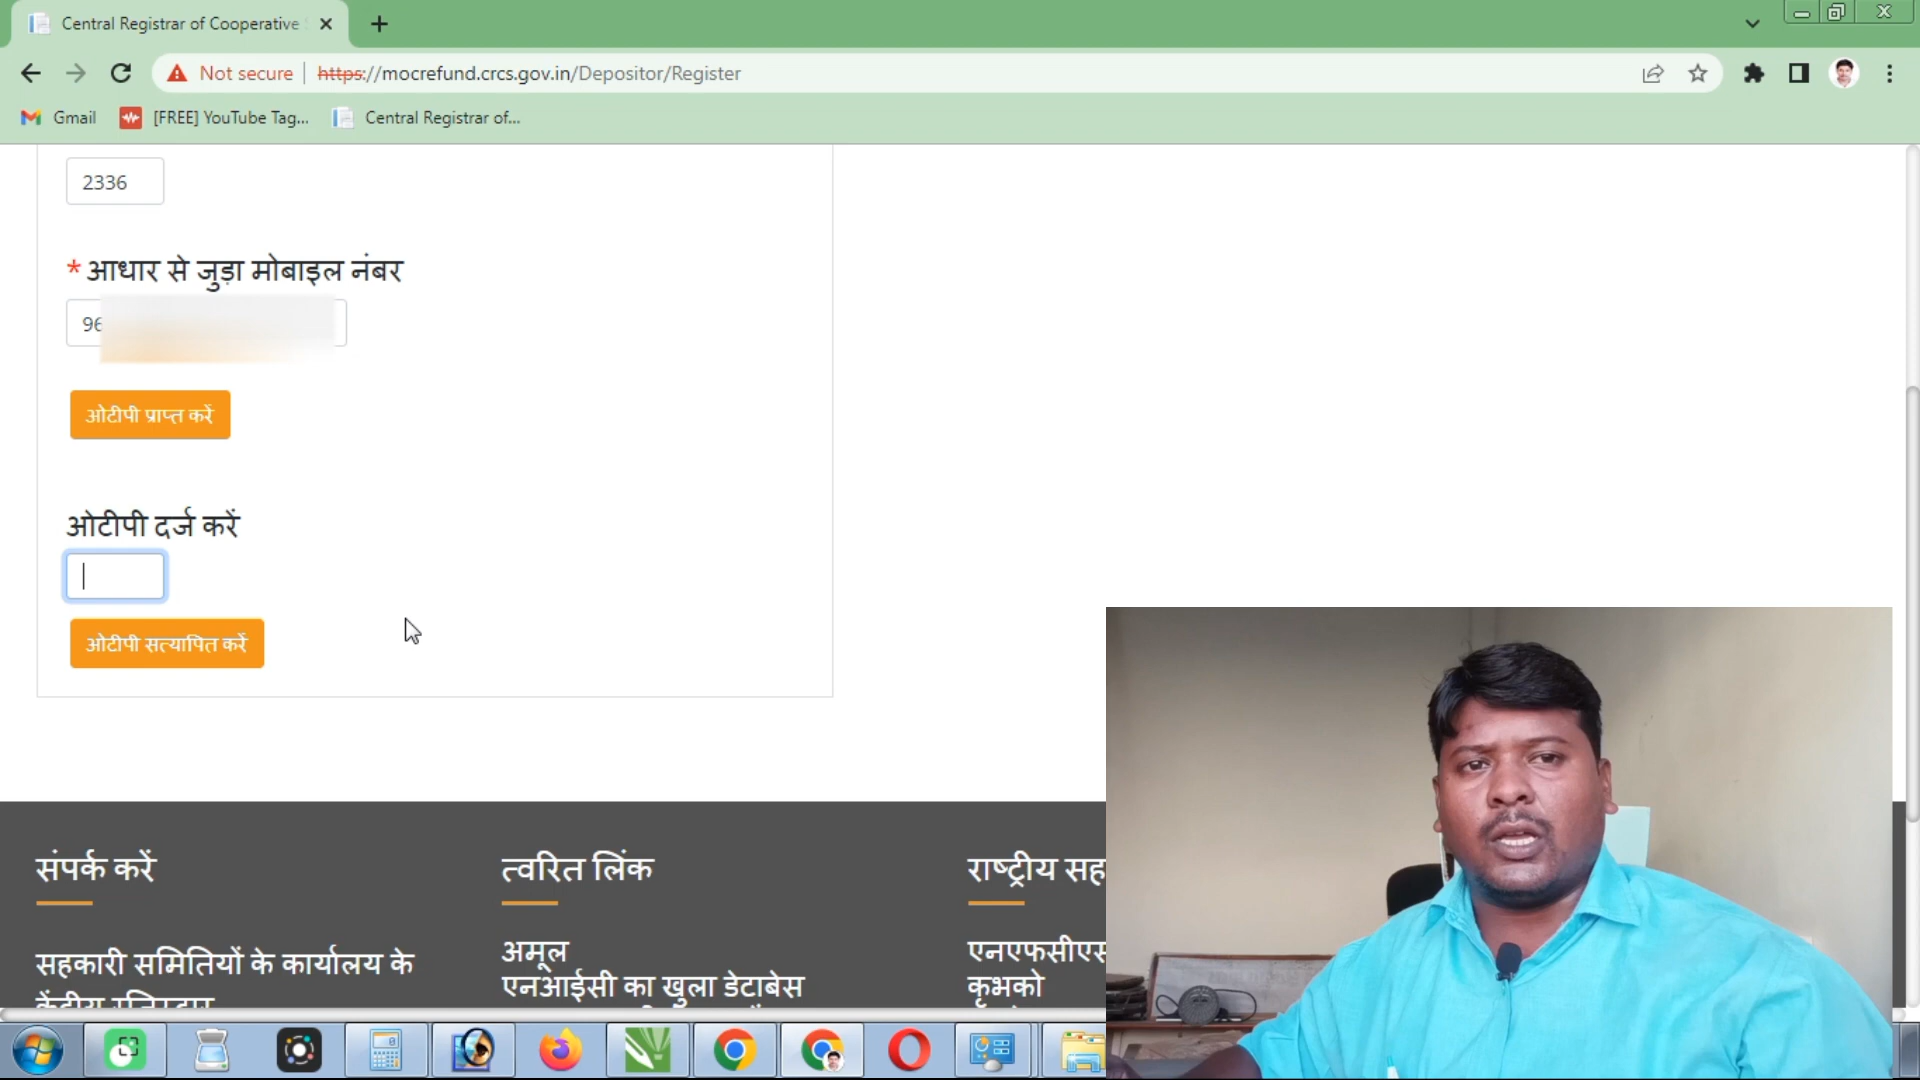 Central Registrar of Cooperative
Not secure https://mocrefund.crcs.gov.in/Depositor/Register
Gmail [FREE] YouTube Tag... Central Registrar of...
2336
* आधार से जुड़ा मोबाइल नंबर
96
ओटीपी प्राप्त करें
ओटीपी दर्ज करें
ओटीपी सत्यापित करें
संपर्क करें
त्वरित लिंक
राष्ट्रीय सह
सहकारी समितियों के कार्यालय के
अमूल
एनआईसी का खुला डेटाबेस
एनएफसीएस
कृभको